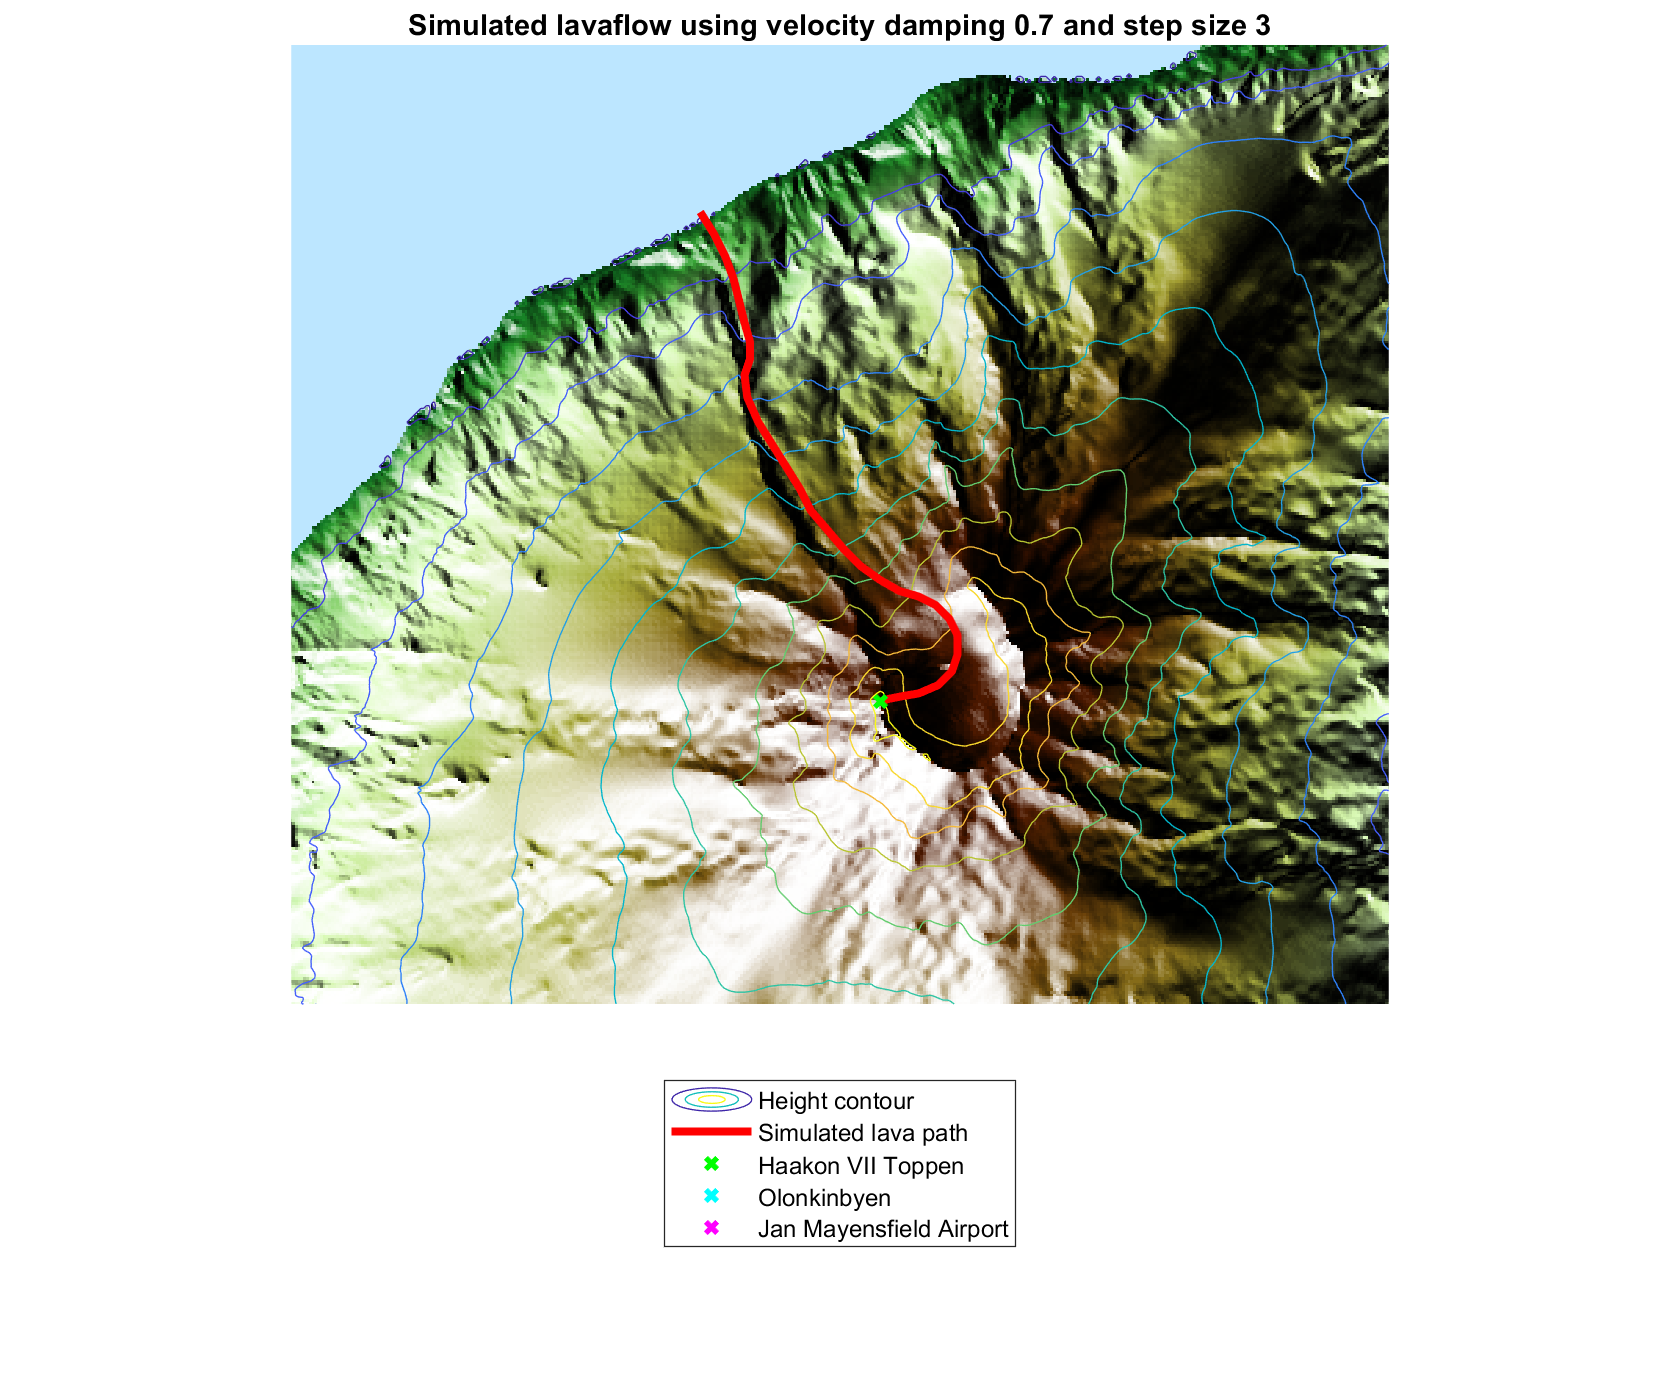 Simulated lavaflow using velocity damping 0.7 and step size 3
Height contour
Simulated lava path
Haakon VII Toppen
Olonkinbyen
Jan Mayensfield Airport